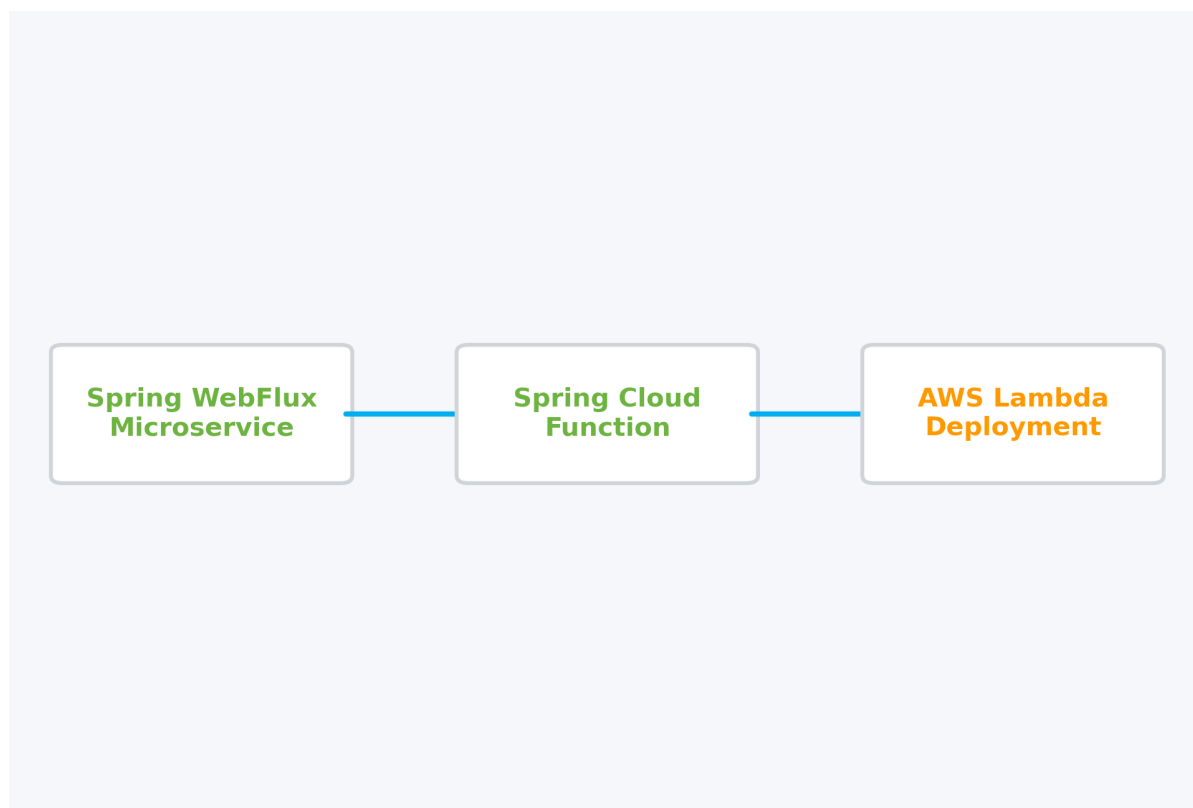 Spring WebFlux
Microservice
Spring Cloud
Function
AWS Lambda
Deployment